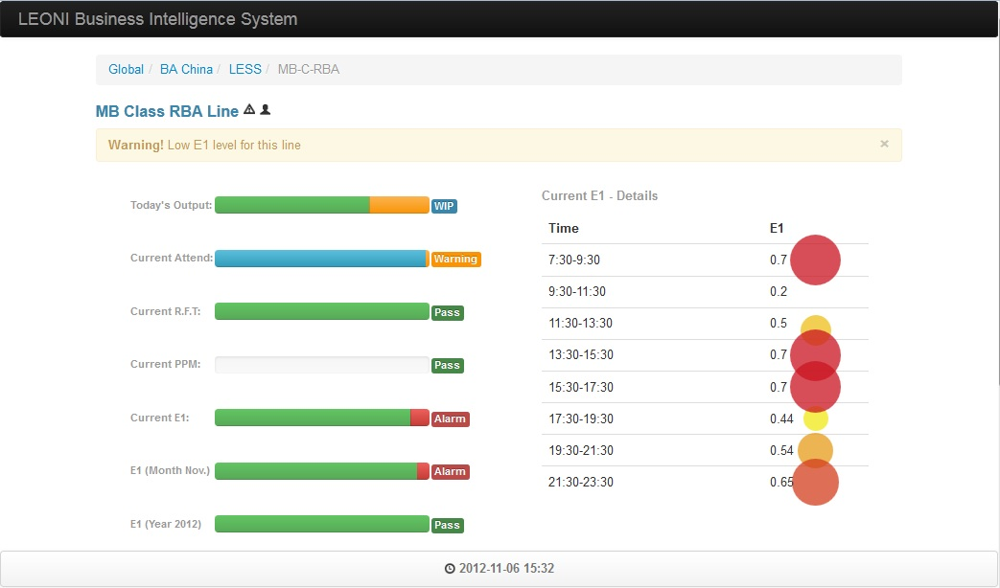 LEONI Business Intelligence System
Global / BA China / LESS / MB-C-RBA
MB Class RBA Line
Warning! Low E1 level for this line ×
Today's Output: WIP
Current Attend: Warning
Current R.F.T: Pass
Current PPM: Pass
Current E1: Alarm
E1 (Month Nov.) Alarm
E1 (Year 2012) Pass
Current E1 - Details
Time E1
7:30-9:30 0.7
9:30-11:30 0.2
11:30-13:30 0.5
13:30-15:30 0.7
15:30-17:30 0.7
17:30-19:30 0.44
19:30-21:30 0.54
21:30-23:30 0.65
2012-11-06 15:32